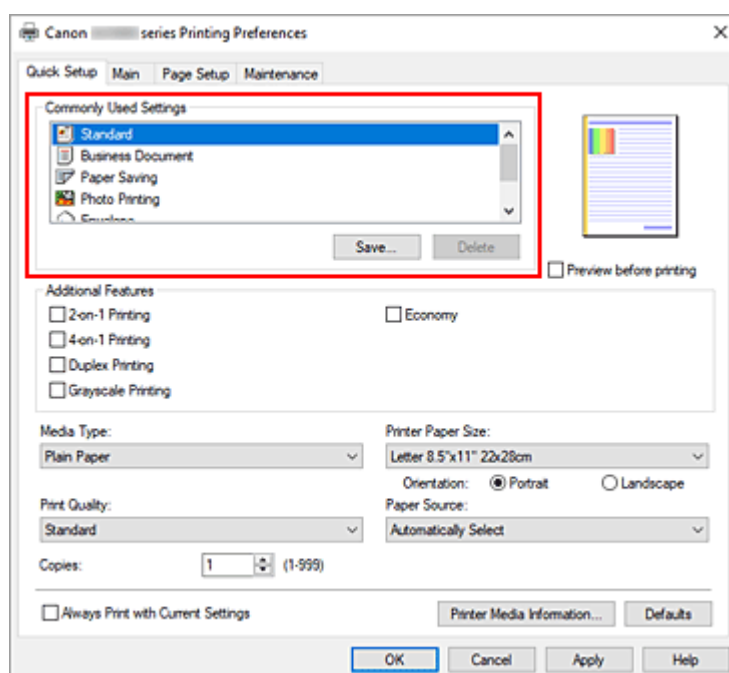 Canon series Printing Preferences
Quick Setup Main Page Setup Maintenance
Commonly Used Settings
Standard
Business Document
Paper Saving
Photo Printing
Envelope
Save... Delete
Preview before printing
Additional Features
2-on-1 Printing Economy
4-on-1 Printing
Duplex Printing
Grayscale Printing
Media Type: Printer Paper Size:
Plain Paper Letter 8.5"x11" 22x28cm
Orientation: Portrait Landscape
Print Quality: Paper Source:
Standard Automatically Select
Copies: 1 (1-999)
Always Print with Current Settings Printer Media Information... Defaults
OK Cancel Apply Help